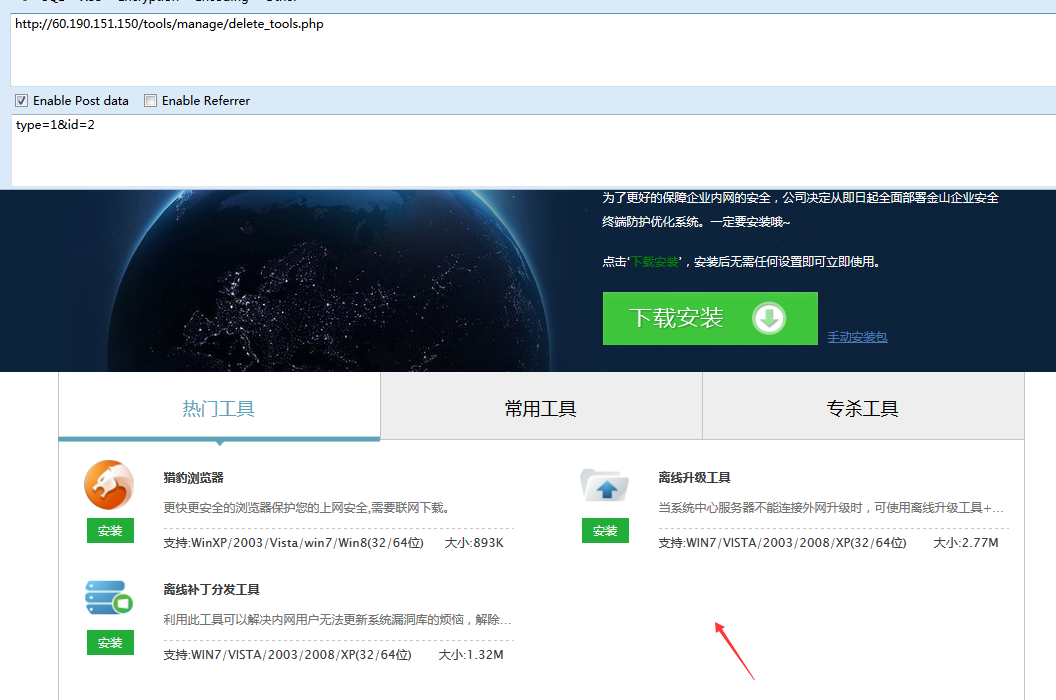 http://60.190.151.150/tools/manage/delete_tools.php
Enable Post data Enable Referrer
type=1&id=2
为了更好的保障企业内网的安全，公司决定从即日起全面部署金山企业安全
终端防护优化系统。一定要安装哦~
点击‘下载安装’，安装后无需任何设置即可立即使用。
下载安装
手动安装包
热门工具 常用工具 专杀工具
猎豹浏览器
更快更安全的浏览器保护您的上网安全,需要联网下载。
安装
支持:WinXP/2003/Vista/win7/Win8(32/64位) 大小:893K
离线升级工具
当系统中心服务器不能连接外网升级时，可使用离线升级工具+...
安装
支持:WIN7/VISTA/2003/2008/XP(32/64位) 大小:2.77M
离线补丁分发工具
利用此工具可以解决内网用户无法更新系统漏洞库的烦恼，解除...
安装
支持:WIN7/VISTA/2003/2008/XP(32/64位) 大小:1.32M